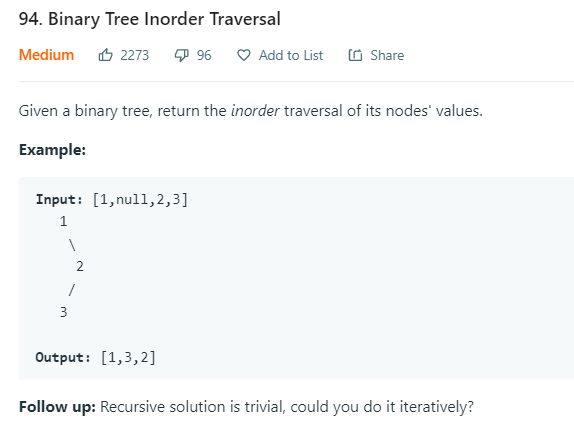 94. Binary Tree Inorder Traversal
Medium 2273 96 Add to List Share
Given a binary tree, return the inorder traversal of its nodes' values.
Example:
Input: [1,null,2,3]
   1
    \
     2
    /
   3
Output: [1,3,2]
Follow up: Recursive solution is trivial, could you do it iteratively?